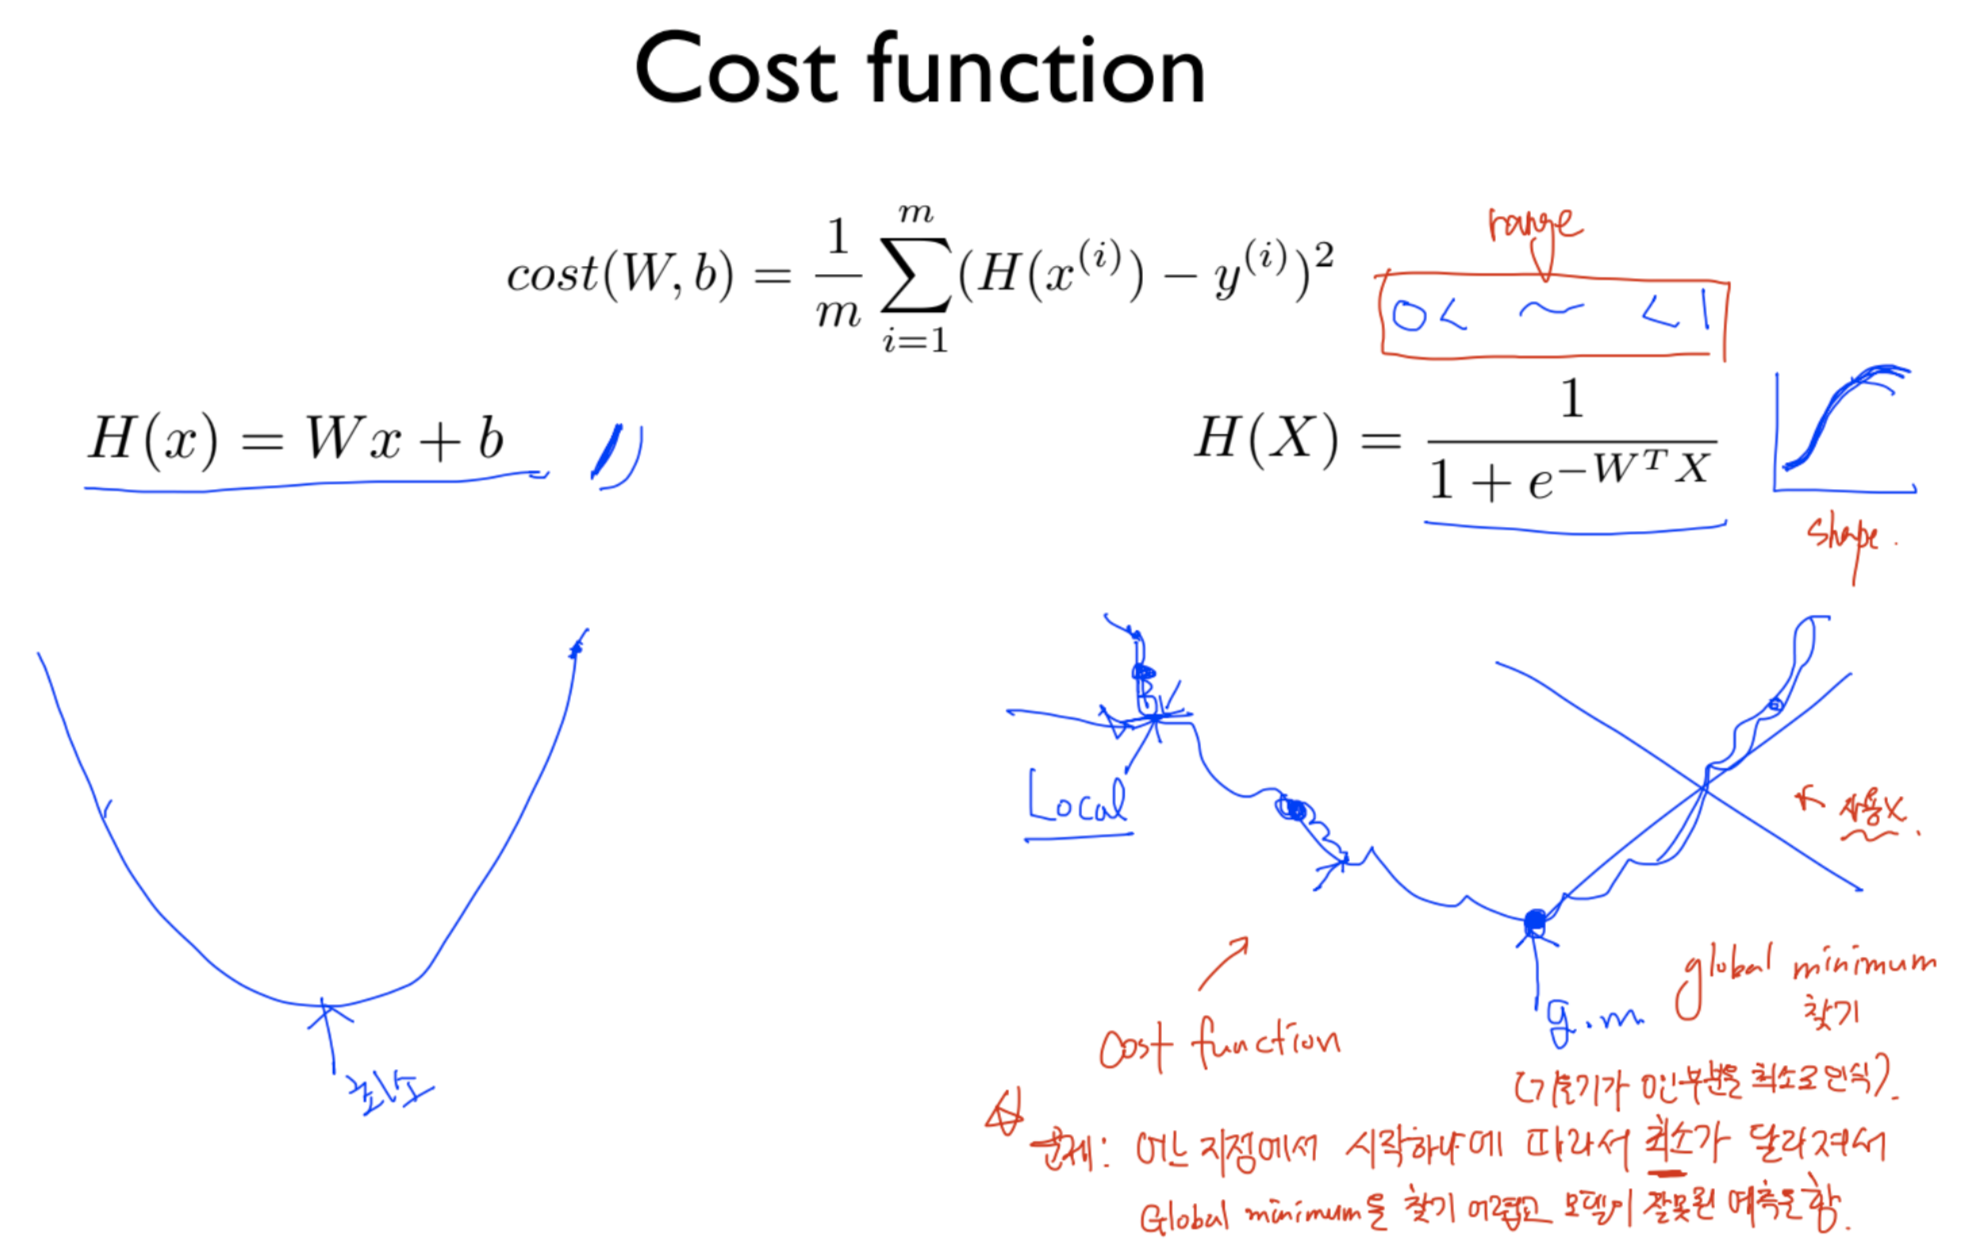 Cost function
cost(W, b) = \frac{1}{m} \sum_{i=1}^{m} (H(x^{(i)}) - y^{(i)})^2
range
0< ~ <1
H(x) = Wx + b
H(X) = \frac{1}{1 + e^{-W^T X}}
shape.
Local
사용X.
최소
g.m
global minimum
찾기
cost function
(기울기가 0인 부분을 최소로 인식).
☆ 문제: 어느 지점에서 시작하냐에 따라서 최소가 달라져서
Global minimum을 찾기 어렵고 모델이 잘못된 예측을 함.